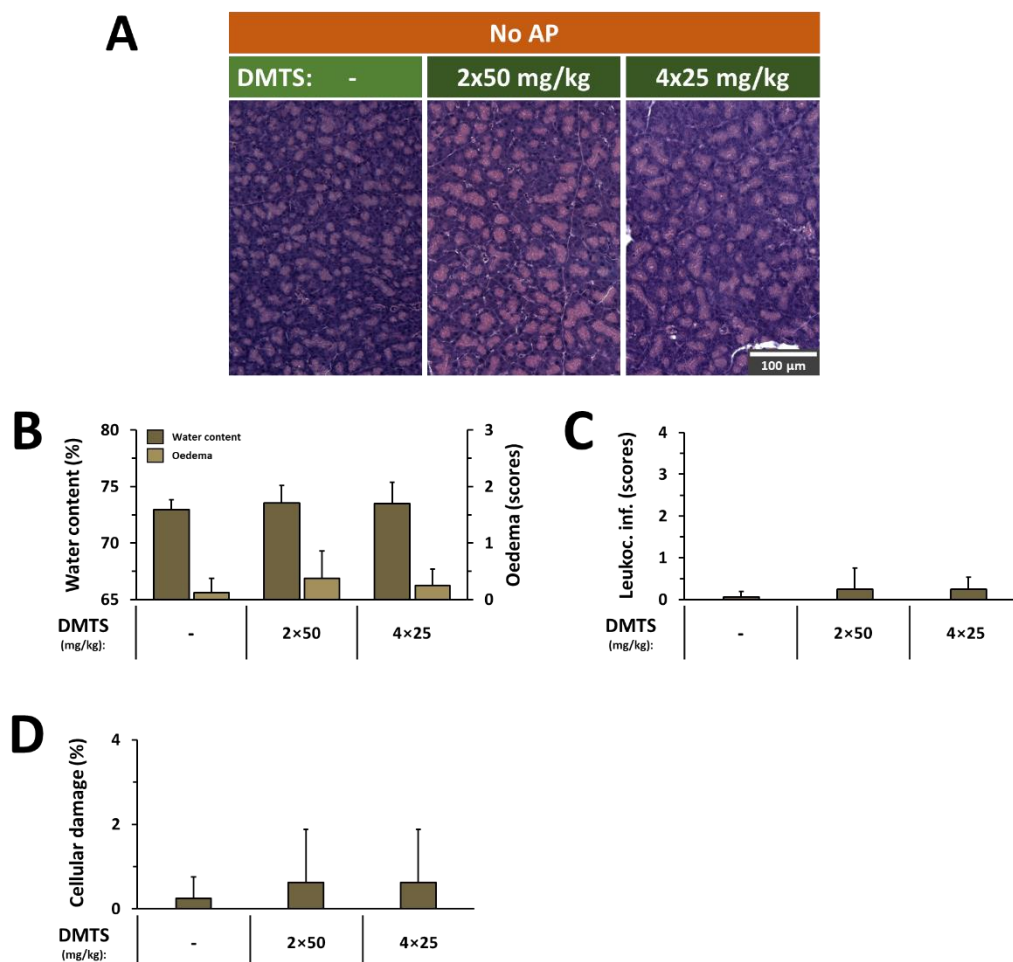 A
No AP
DMTS: -
2x50 mg/kg
4x25 mg/kg
100 µm
B
Water content (%)
80
75
70
65
Water content
Oedema
3
2
1
0
Oedema (scores)
DMTS
(mg/kg):
-
2×50
4×25
C
Leukoc. inf. (scores)
4
3
2
1
0
DMTS
(mg/kg):
-
2×50
4×25
D
Cellular damage (%)
4
2
0
DMTS
(mg/kg):
-
2×50
4×25